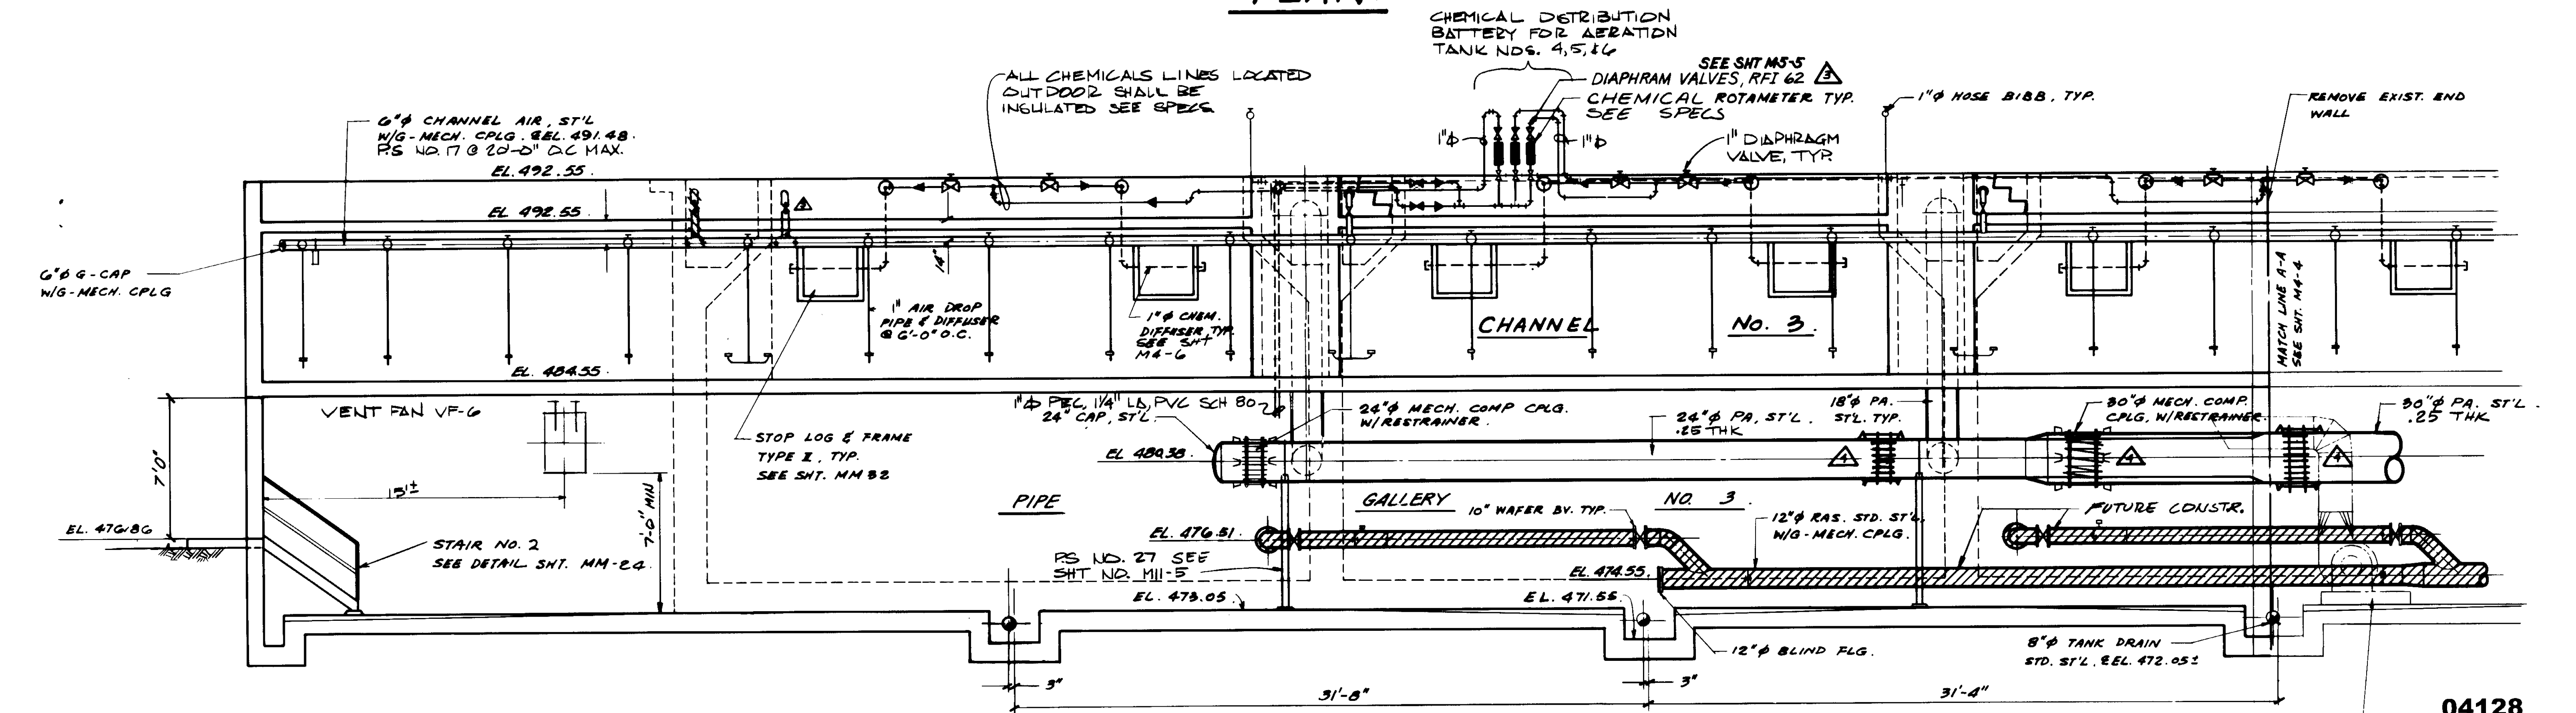 CHEMICAL DISTRIBUTION
BATTERY FOR AERATION
TANK NOS. 4,5,&6
SEE SHT M5-5
DIAPHRAM VALVES, RFI 62 3
CHEMICAL ROTAMETER TYP.
SEE SPECS
ALL CHEMICALS LINES LOCATED
OUTDOOR SHALL BE
INSULATED SEE SPECS
1"φ HOSE BIBB, TYP.
REMOVE EXIST. END
WALL
6"φ CHANNEL AIR, ST'L
W/G-MECH. CPLG. ℄EL. 491.48.
P.S NO. 17 @ 20'-0" O.C MAX.
1"φ
1"φ
1" DIAPHRAGM
VALVE, TYP.
EL. 492.55
EL 492.55
6"φ G-CAP
W/G-MECH. CPLG
14"
1" AIR DROP
PIPE & DIFFUSER
@ 6'-0" O.C.
1"φ CHEM.
DIFFUSER, TYP.
SEE SHT
M4-6
CHANNEL No. 3.
MATCH LINE A-A
SEE SHT. M4-4
EL. 484.55
VENT FAN VF-6
1"φ PEC, 1/4" LD, PVC SCH 80
24" CAP, ST'L
24"φ MECH. COMP CPLG.
W/RESTRAINER
24"φ PA, ST'L.
.25 THK
18"φ PA.
ST'L. TYP.
30"φ MECH. COMP.
CPLG, W/RESTRAINER
30"φ PA. ST'L.
.25 THK
STOP LOG & FRAME
TYPE II, TYP.
SEE SHT. MM 32
EL 480.38
4
4
4
7'0"
15'±
7'-0" MIN
PIPE GALLERY NO. 3
10" WAFER BV. TYP.
12"φ RAS. STD. ST'L,
W/G-MECH. CPLG.
FUTURE CONSTR.
EL. 476.86
STAIR NO. 2
SEE DETAIL SHT. MM-24
EL. 476.51
P.S NO. 27 SEE
SHT NO. M11-5
EL. 474.55
EL. 473.05
EL. 471.55
12"φ BLIND FLG.
8"φ TANK DRAIN
STD. ST'L, ℄EL. 472.05±
3"
31'-8"
3"
31'-4"
04128